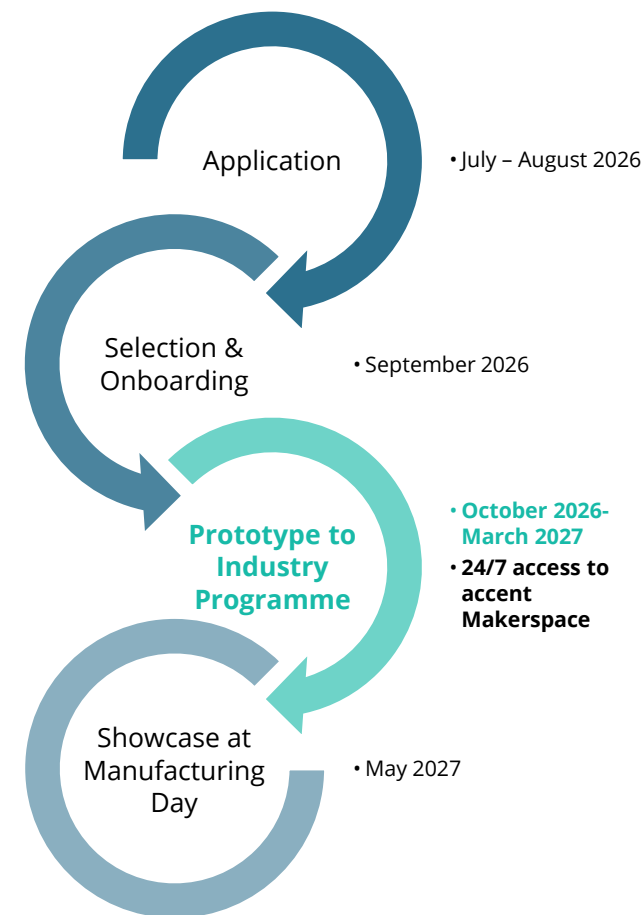 Application
• July – August 2026
Selection &
Onboarding
• September 2026
Prototype to
Industry
Programme
• October 2026-
March 2027
• 24/7 access to
accent
Makerspace
Showcase at
Manufacturing
Day
• May 2027